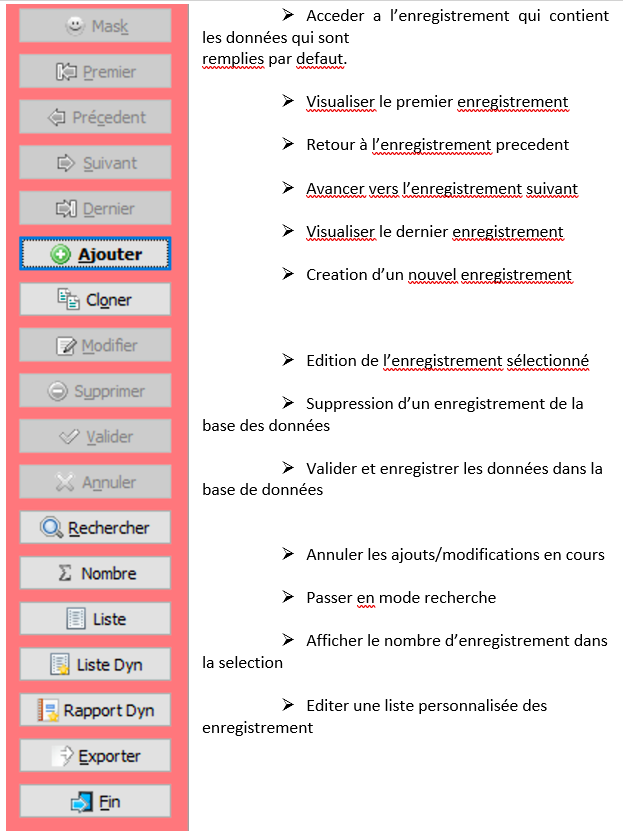 Mask
➢ Acceder a l’enregistrement qui contient
les données qui sont
remplies par defaut.
Premier
➢ Visualiser le premier enregistrement
Précedent
➢ Retour à l’enregistrement precedent
Suivant
➢ Avancer vers l’enregistrement suivant
Dernier
➢ Visualiser le dernier enregistrement
Ajouter
➢ Creation d’un nouvel enregistrement
Cloner
Modifier
➢ Edition de l’enregistrement sélectionné
Supprimer
➢ Suppression d’un enregistrement de la
base des données
Valider
➢ Valider et enregistrer les données dans la
base de données
Annuler
Rechercher
➢ Annuler les ajouts/modifications en cours
Nombre
➢ Passer en mode recherche
Liste
➢ Afficher le nombre d’enregistrement dans
la selection
Liste Dyn
Rapport Dyn
➢ Editer une liste personnalisée des
enregistrement
Exporter
Fin